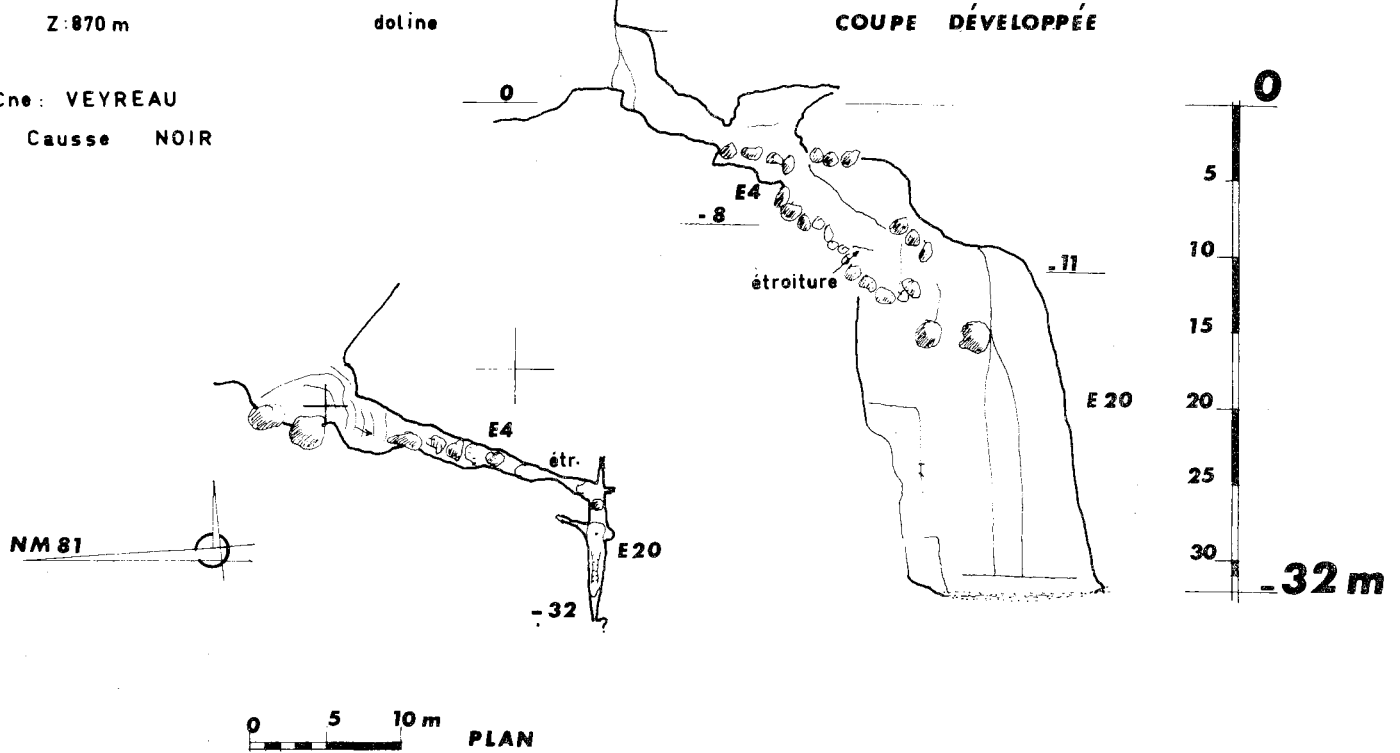 Z:870 m
doline
COUPE DÉVELOPPÉE
Cne: VEYREAU
Causse NOIR
0
0
5
E4
-8
10
-11
étroiture
15
E20
20
25
30
-32 m
E4
étr.
NM 81
E20
-32
?
0 5 10 m
PLAN